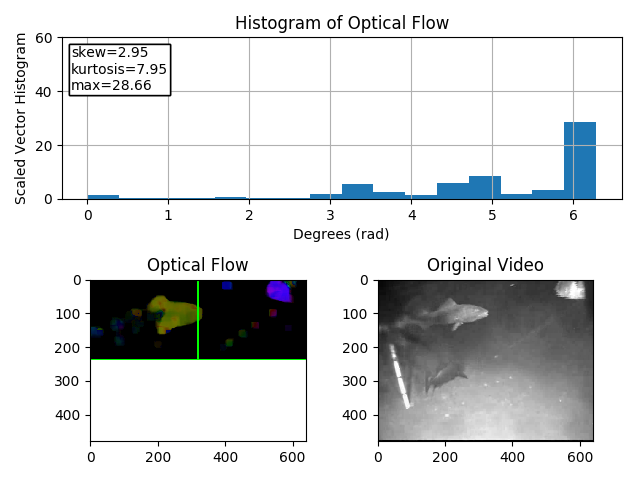 Histogram of Optical Flow
Scaled Vector Histogram
60
40
20
0
skew=2.95
kurtosis=7.95
max=28.66
0 1 2 3 4 5 6
Degrees (rad)
Optical Flow
0
100
200
300
400
0 200 400 600
Original Video
0
100
200
300
400
0 200 400 600